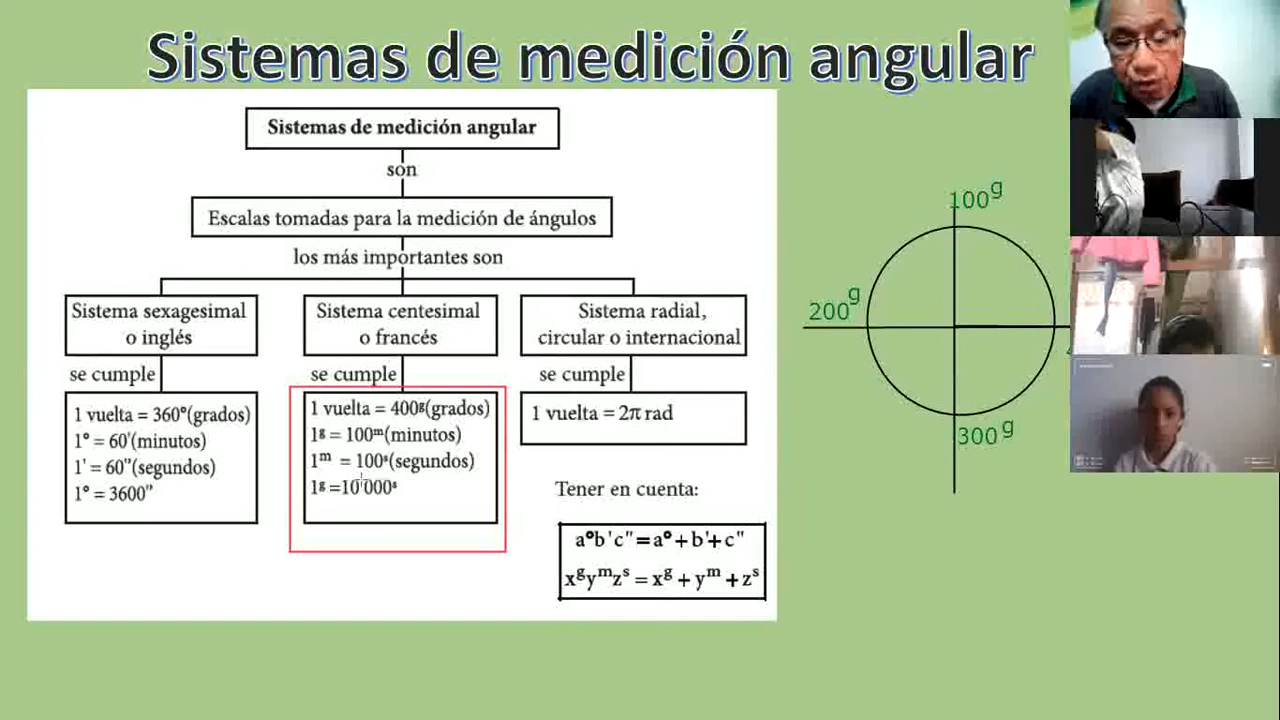 Sistemas de medición angular
Sistemas de medición angular
son
Escalas tomadas para la medición de ángulos
los más importantes son
Sistema sexagesimal
o inglés
se cumple
1 vuelta = 360°(grados)
1° = 60'(minutos)
1' = 60"(segundos)
1° = 3600"
Sistema centesimal
o francés
se cumple
1 vuelta = 400ᵍ(grados)
1ᵍ = 100ᵐ(minutos)
1ᵐ = 100ˢ(segundos)
1ᵍ =10 000ˢ
Sistema radial,
circular o internacional
se cumple
1 vuelta = 2π rad
Tener en cuenta:
a°b'c" = a° + b' + c"
xᵍyᵐzˢ = xᵍ + yᵐ + zˢ
100ᵍ
200ᵍ
300ᵍ